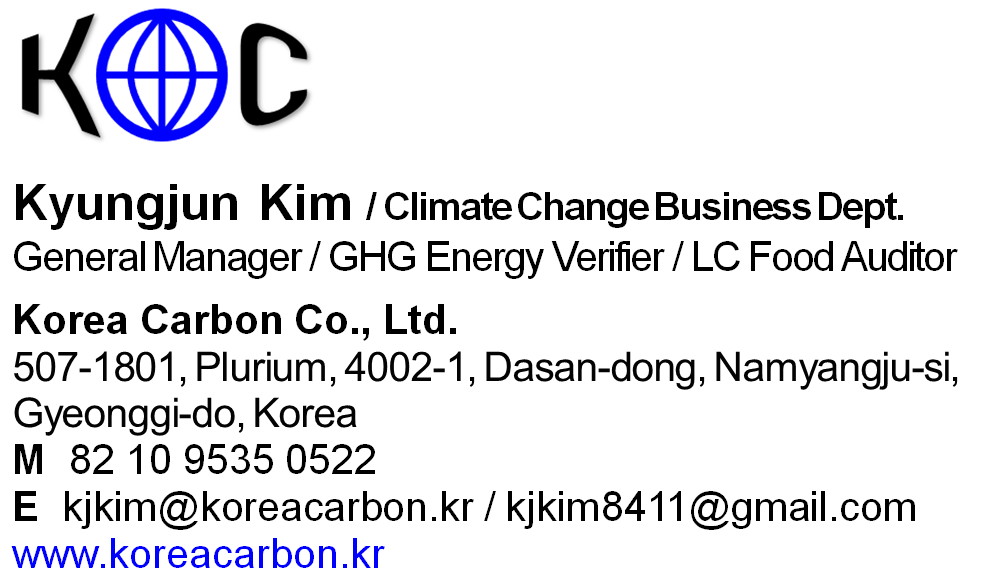 KOC
Kyungjun Kim / Climate Change Business Dept.
General Manager / GHG Energy Verifier / LC Food Auditor
Korea Carbon Co., Ltd.
507-1801, Plurium, 4002-1, Dasan-dong, Namyangju-si,
Gyeonggi-do, Korea
M 82 10 9535 0522
E kjkim@koreacarbon.kr / kjkim8411@gmail.com
www.koreacarbon.kr